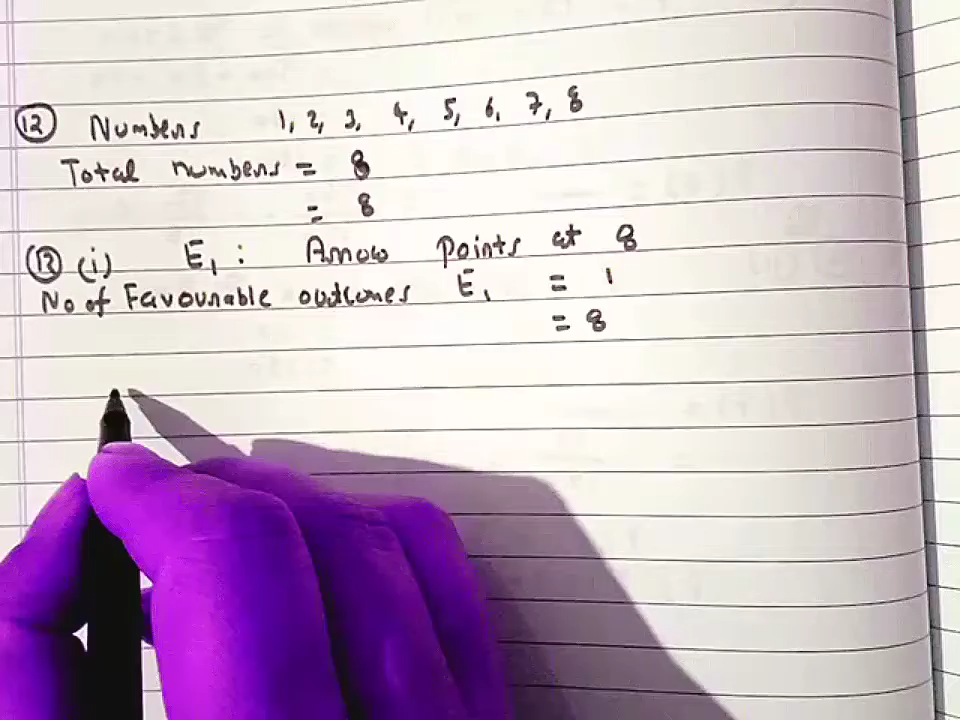 12 Numbers 1, 2, 3, 4, 5, 6, 7, 8
Total numbers = 8
= 8
12 (i) E1 : Arrow Points at 8
No of Favourable outcomes E1 = 1
= 8